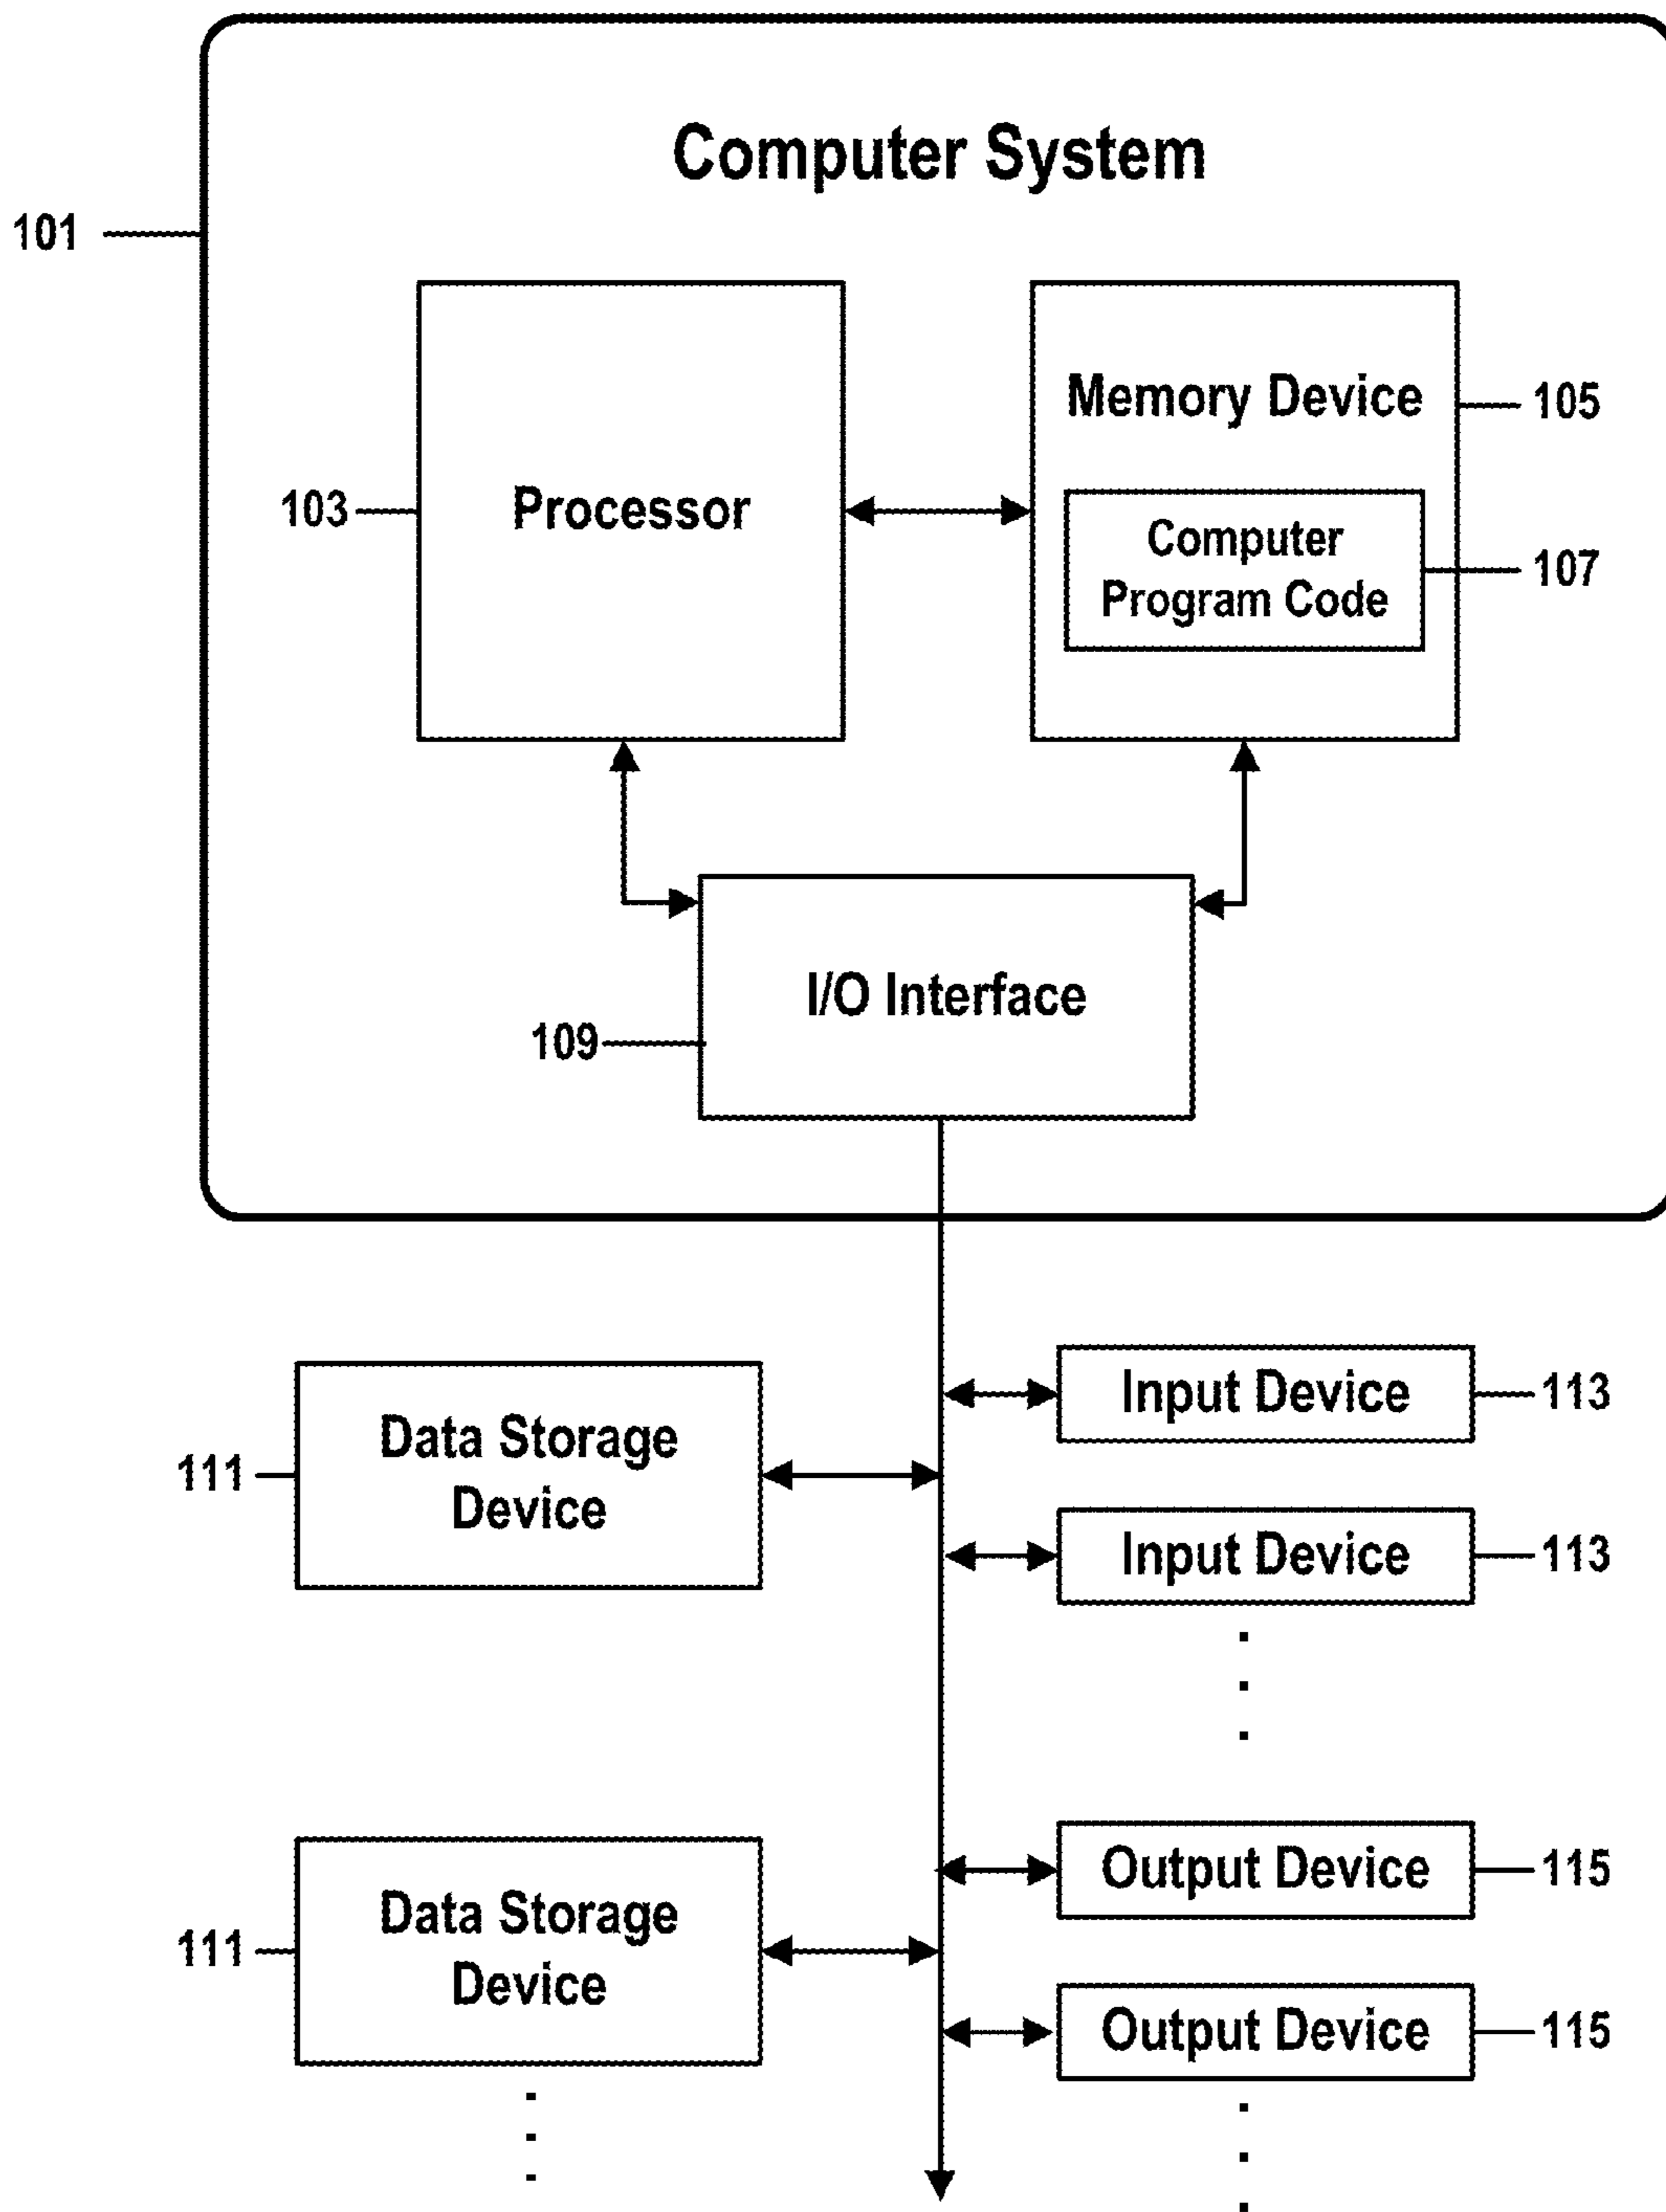 Computer System
101
Processor
103
Memory Device
105
Computer
Program Code
107
I/O Interface
109
Data Storage
Device
111
Input Device
113
Input Device
113
Data Storage
Device
111
Output Device
115
Output Device
115